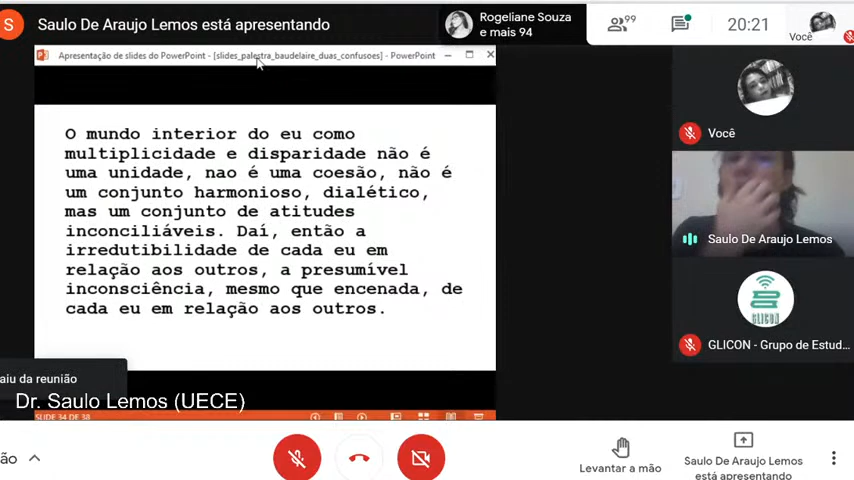 S
Saulo De Araujo Lemos está apresentando
Rogeliane Souza
e mais 94
99
20:21
Você
Apresentação de slides do PowerPoint - [slides_palestra_baudelaire_duas_confusoes] - PowerPoint
O mundo interior do eu como
multiplicidade e disparidade não é
uma unidade, nao é uma coesão, não é
um conjunto harmonioso, dialético,
mas um conjunto de atitudes
inconciliáveis. Daí, então a
irredutibilidade de cada eu em
relação aos outros, a presumível
inconsciência, mesmo que encenada, de
cada eu em relação aos outros.
Você
Saulo De Araujo Lemos
GLICON
GLICON - Grupo de Estud...
aiu da reunião
Dr. Saulo Lemos (UECE)
SLIDE 34 DE 38
ão
Levantar a mão
Saulo De Araujo Lemos
está apresentando